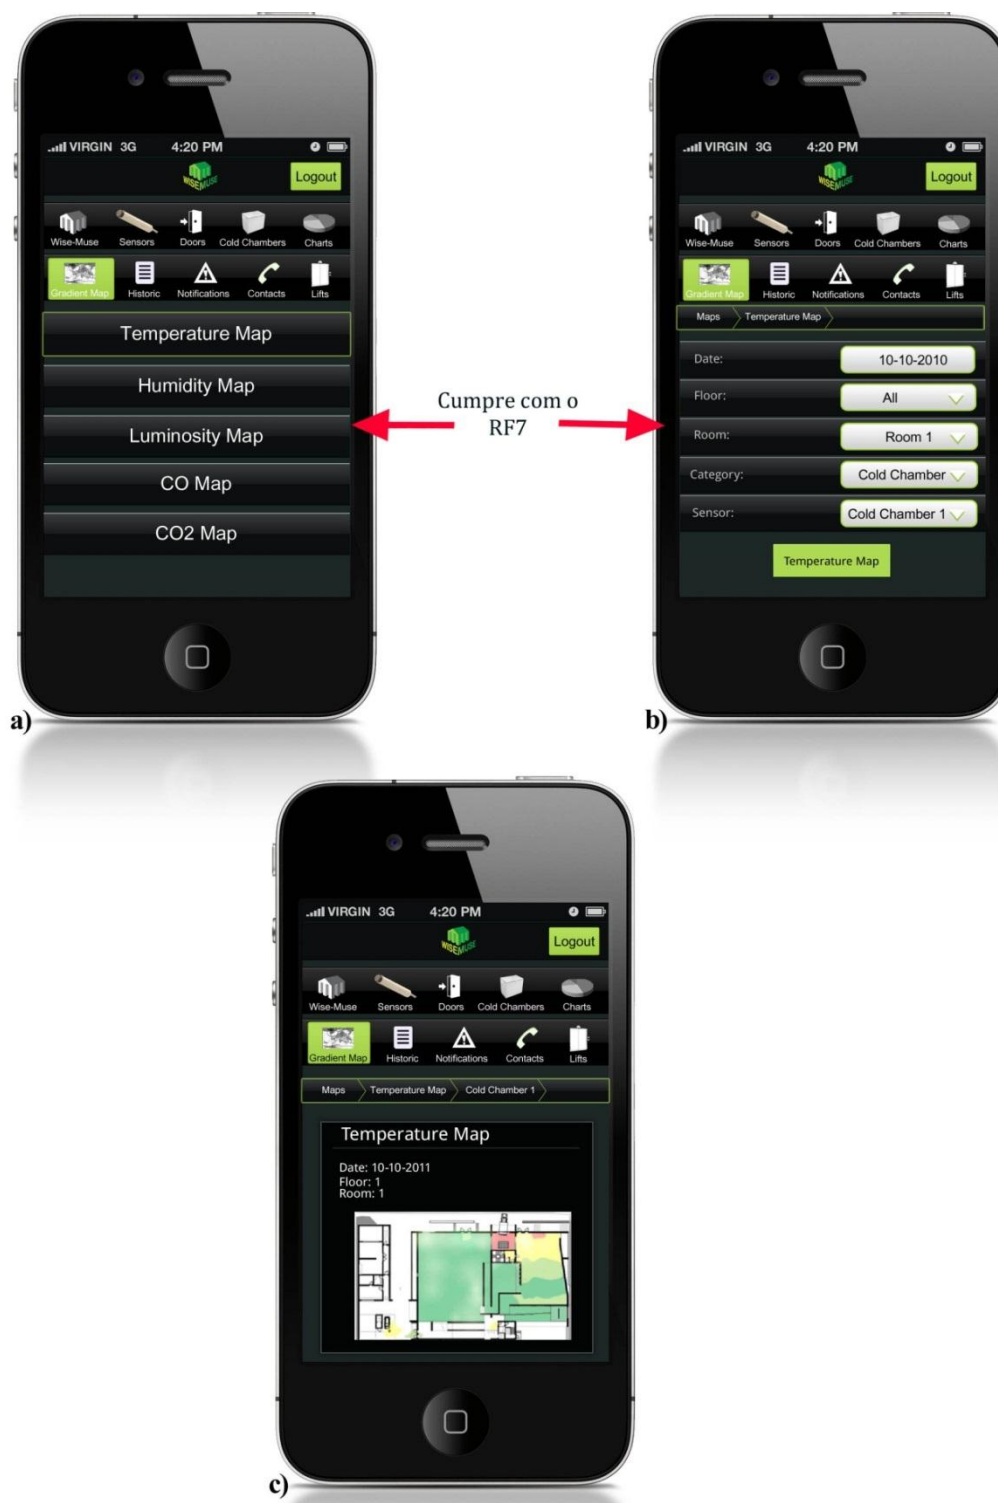 VIRGIN 3G 4:20 PM
WISEMUSE
Logout
Wise-Muse Sensors Doors Cold Chambers Charts
Gradient Map Historic Notifications Contacts Lifts
Temperature Map
Humidity Map
Luminosity Map
CO Map
CO2 Map
a)
Cumpre com o
RF7
VIRGIN 3G 4:20 PM
WISEMUSE
Logout
Wise-Muse Sensors Doors Cold Chambers Charts
Gradient Map Historic Notifications Contacts Lifts
Maps Temperature Map
Date: 10-10-2010
Floor: All
Room: Room 1
Category: Cold Chamber
Sensor: Cold Chamber 1
Temperature Map
b)
VIRGIN 3G 4:20 PM
WISEMUSE
Logout
Wise-Muse Sensors Doors Cold Chambers Charts
Gradient Map Historic Notifications Contacts Lifts
Maps Temperature Map Cold Chamber 1
Temperature Map
Date: 10-10-2011
Floor: 1
Room: 1
c)